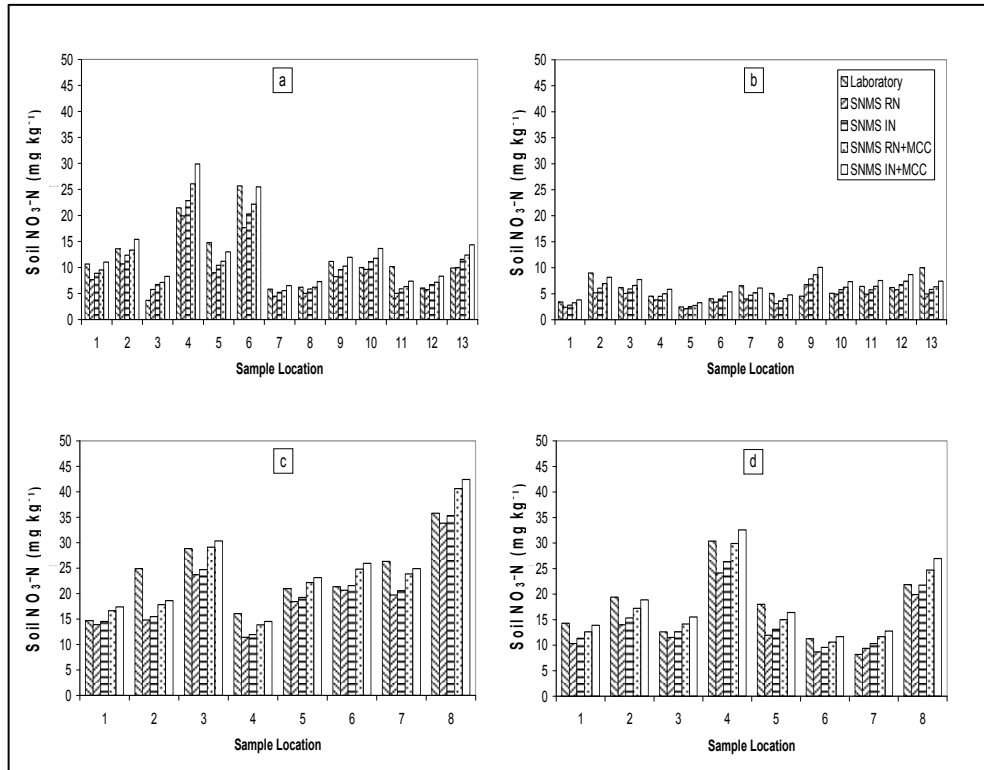 a
50
45
40
35
30
25
20
15
10
5
0
Soil NO₃-N (mg kg⁻¹)
1 2 3 4 5 6 7 8 9 10 11 12 13
Sample Location
b
50
45
40
35
30
25
20
15
10
5
0
Soil NO₃-N (mg kg⁻¹)
Laboratory
SNMS RN
SNMS IN
SNMS RN+MCC
SNMS IN+MCC
1 2 3 4 5 6 7 8 9 10 11 12 13
Sample Location
c
50
45
40
35
30
25
20
15
10
5
0
Soil NO₃-N (mg kg⁻¹)
1 2 3 4 5 6 7 8
Sample Location
d
50
45
40
35
30
25
20
15
10
5
0
Soil NO₃-N (mg kg⁻¹)
1 2 3 4 5 6 7 8
Sample Location